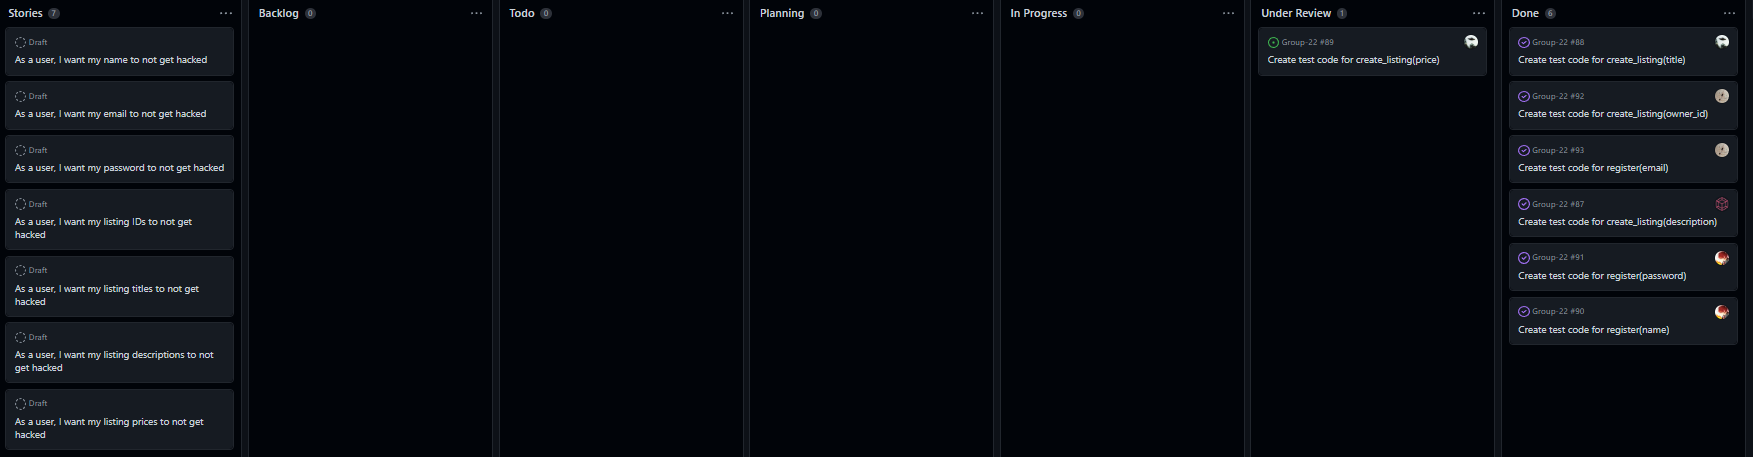 Stories 7
Draft
As a user, I want my name to not get hacked
Draft
As a user, I want my email to not get hacked
Draft
As a user, I want my password to not get hacked
Draft
As a user, I want my listing IDs to not get
hacked
Draft
As a user, I want my listing titles to not get
hacked
Draft
As a user, I want my listing descriptions to not
get hacked
Draft
As a user, I want my listing prices to not get
hacked
Backlog 0
Todo 0
Planning 0
In Progress 0
Under Review 1
Group-22 #89
Create test code for create_listing(price)
Done 6
Group-22 #88
Create test code for create_listing(title)
Group-22 #92
Create test code for create_listing(owner_id)
Group-22 #93
Create test code for register(email)
Group-22 #87
Create test code for create_listing(description)
Group-22 #91
Create test code for register(password)
Group-22 #90
Create test code for register(name)